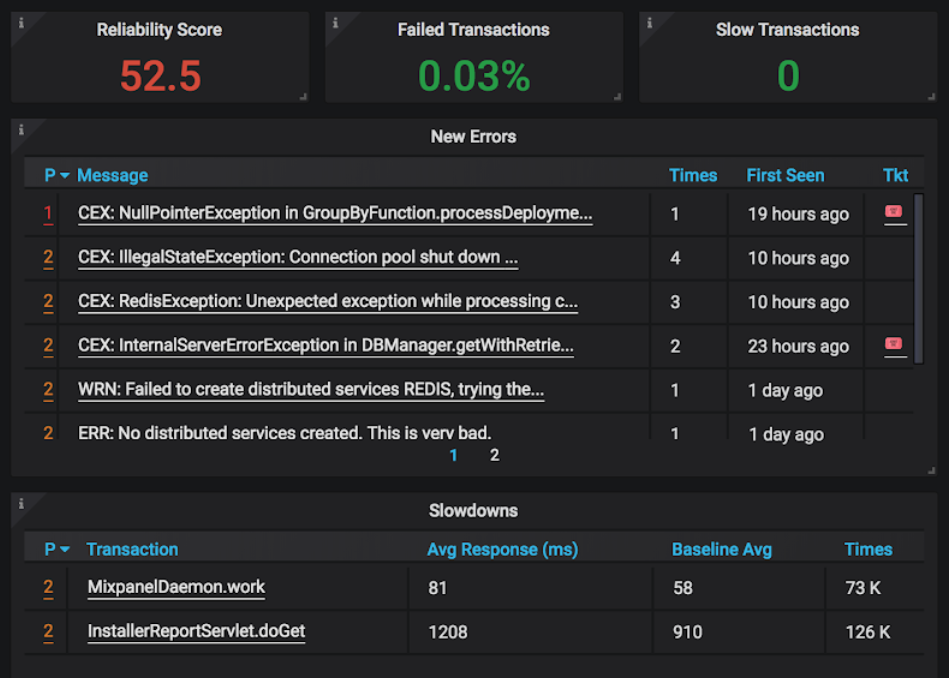 Reliability Score
52.5
Failed Transactions
0.03%
Slow Transactions
0
New Errors
P Message Times First Seen Tkt
1 CEX: NullPointerException in GroupByFunction.processDeployme... 1 19 hours ago
2 CEX: IllegalStateException: Connection pool shut down ... 4 10 hours ago
2 CEX: RedisException: Unexpected exception while processing c... 3 10 hours ago
2 CEX: InternalServerErrorException in DBManager.getWithRetrie... 2 23 hours ago
2 WRN: Failed to create distributed services REDIS, trying the... 1 1 day ago
2 ERR: No distributed services created. This is very bad. 1 1 day ago
1 2
Slowdowns
P Transaction Avg Response (ms) Baseline Avg Times
2 MixpanelDaemon.work 81 58 73 K
2 InstallerReportServlet.doGet 1208 910 126 K